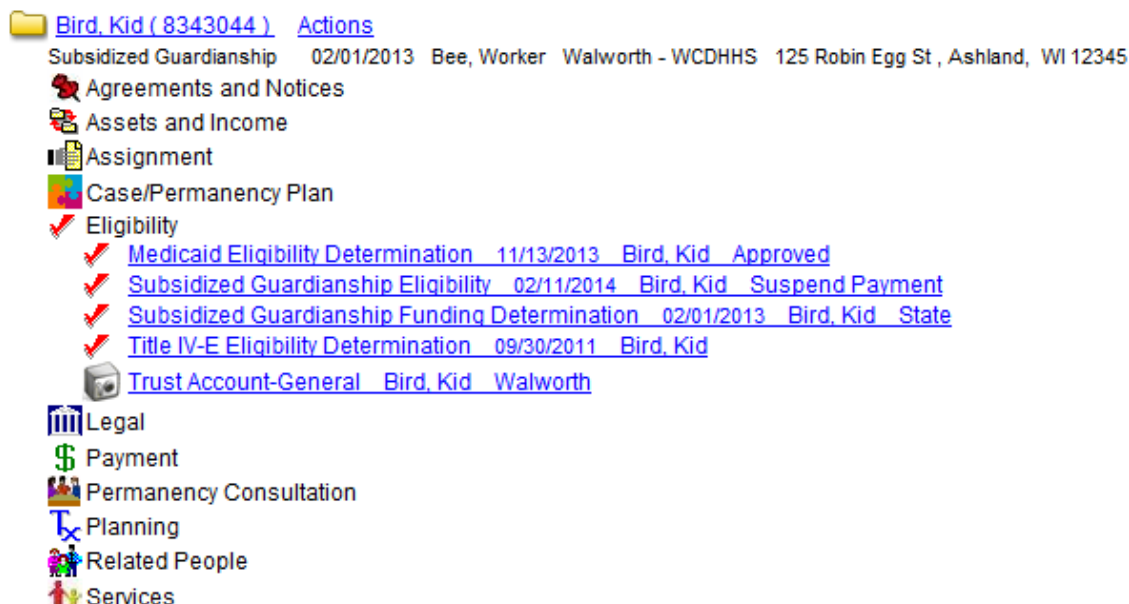 Bird, Kid ( 8343044 ) Actions
Subsidized Guardianship 02/01/2013 Bee, Worker Walworth - WCDHHS 125 Robin Egg St , Ashland, WI 12345
Agreements and Notices
Assets and Income
Assignment
Case/Permanency Plan
Eligibility
Medicaid Eligibility Determination 11/13/2013 Bird, Kid Approved
Subsidized Guardianship Eligibility 02/11/2014 Bird, Kid Suspend Payment
Subsidized Guardianship Funding Determination 02/01/2013 Bird, Kid State
Title IV-E Eligibility Determination 09/30/2011 Bird, Kid
Trust Account-General Bird, Kid Walworth
Legal
$ Payment
Permanency Consultation
Tx Planning
Related People
Services